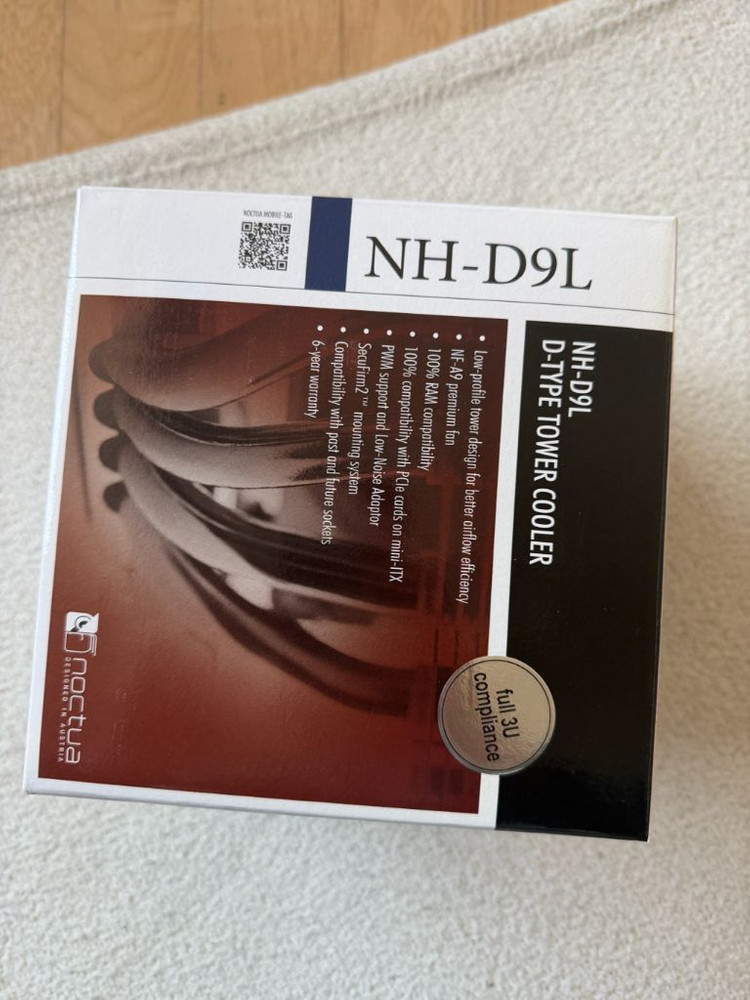 NOCTUA MOBILE-TAG
NH-D9L
NH-D9L
D-TYPE TOWER COOLER
• Low-profile tower design for better airflow efficiency
• NF-A9 premium fan
• 100% RAM compatibility
• 100% compatibility with PCIe cards on mini-ITX
• PWM support and Low-Noise Adaptor
• SecuFirm2™ mounting system
• Compatibility with past and future sockets
• 6-year warranty
full 3U
compliance
noctua
DESIGNED IN AUSTRIA